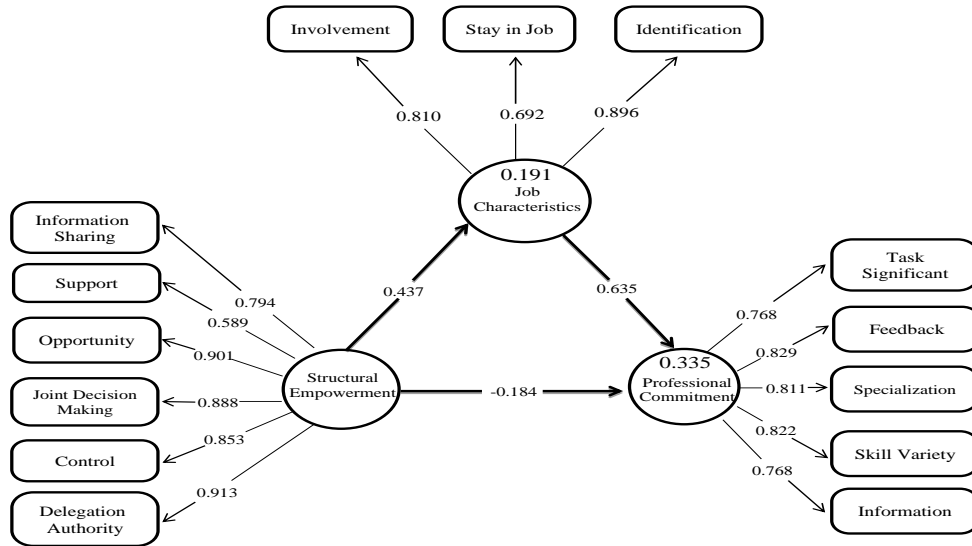 Involvement
Stay in Job
Identification
0.810
0.692
0.896
0.191
Job
Characteristics
Information
Sharing
Support
Opportunity
Joint Decision
Making
Control
Delegation
Authority
0.794
0.589
0.901
0.888
0.853
0.913
Structural
Empowerment
0.437
0.635
-0.184
0.335
Professional
Commitment
0.768
0.829
0.811
0.822
0.768
Task
Significant
Feedback
Specialization
Skill Variety
Information